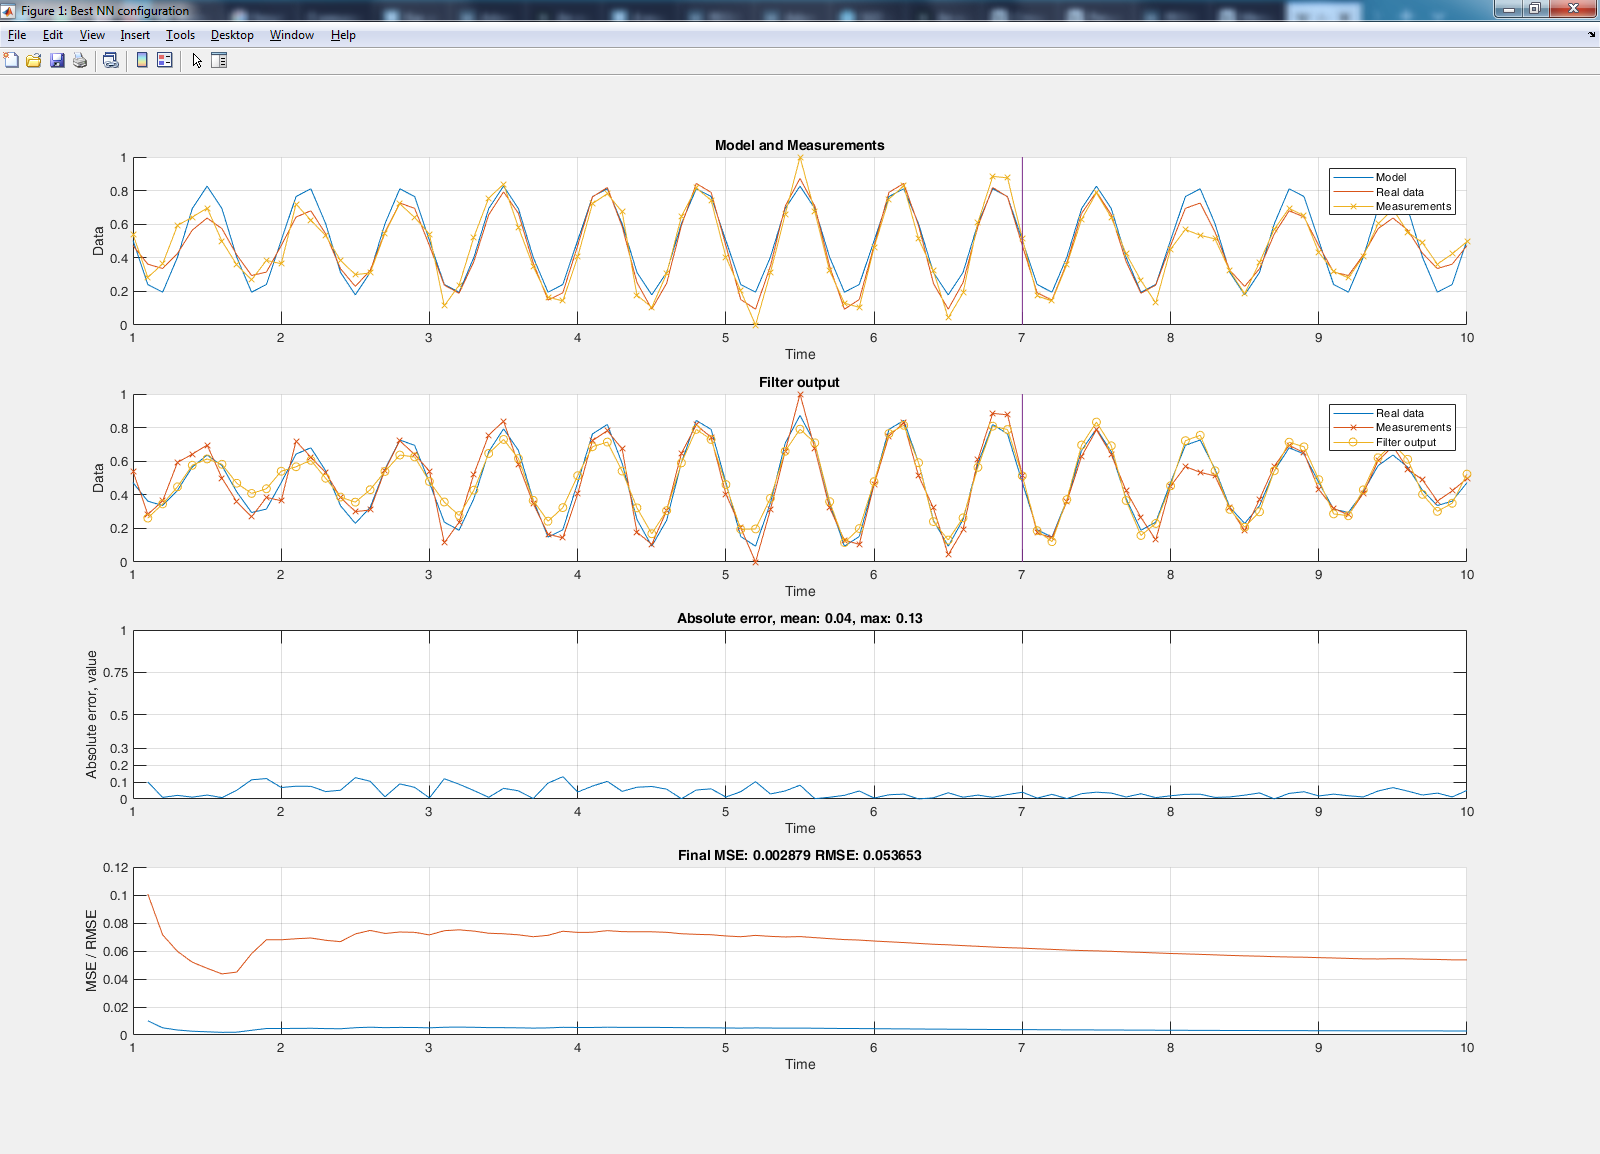 Figure 1: Best NN configuration
File Edit View Insert Tools Desktop Window Help
Model and Measurements
1
0.8
0.6
0.4
0.2
0
Data
Model
Real data
Measurements
1 2 3 4 5 6 7 8 9 10
Time
Filter output
1
0.8
0.6
0.4
0.2
0
Data
Real data
Measurements
Filter output
1 2 3 4 5 6 7 8 9 10
Time
Absolute error, mean: 0.04, max: 0.13
1
0.75
0.5
0.3
0.2
0.1
0
Absolute error, value
1 2 3 4 5 6 7 8 9 10
Time
Final MSE: 0.002879 RMSE: 0.053653
0.12
0.1
0.08
0.06
0.04
0.02
0
MSE / RMSE
1 2 3 4 5 6 7 8 9 10
Time